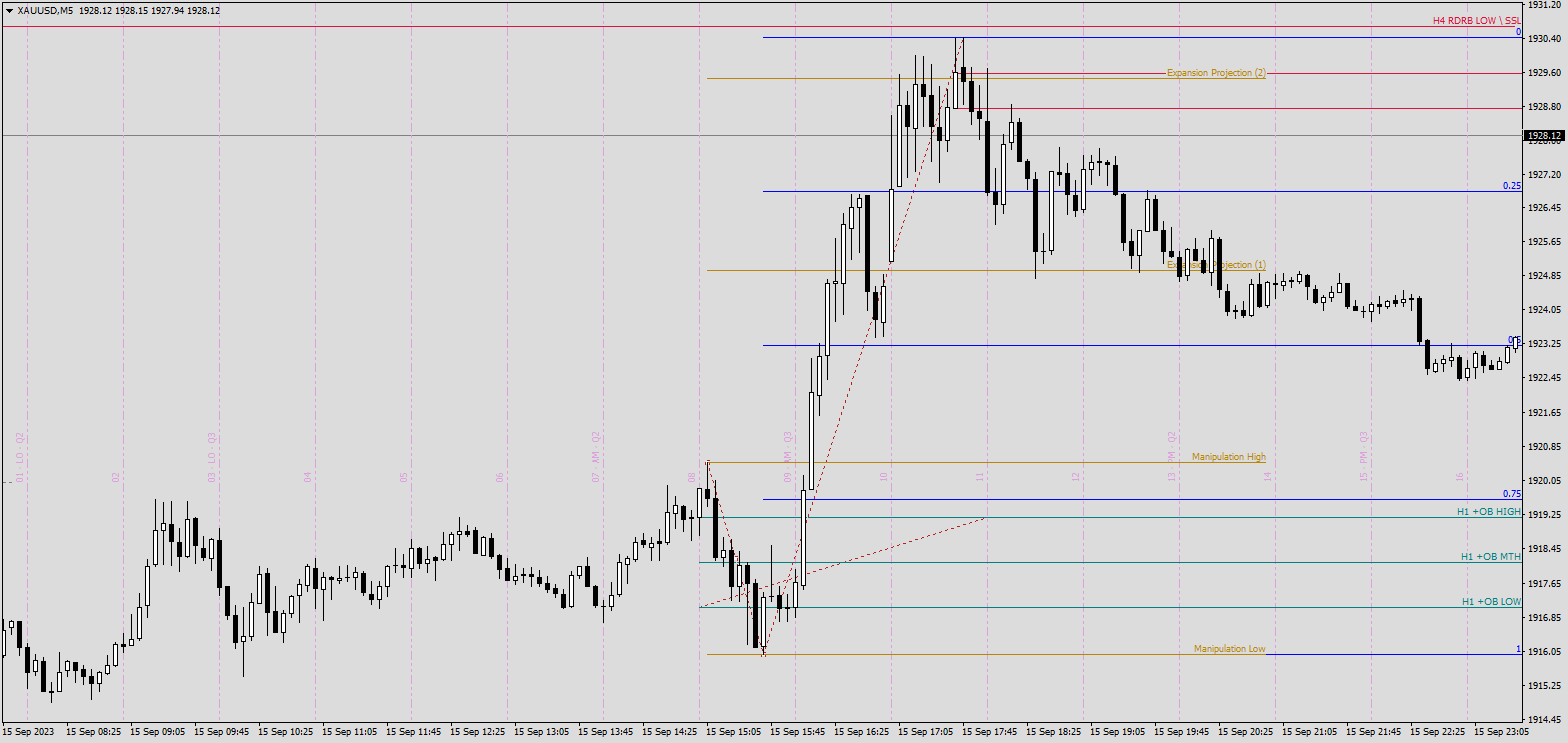 XAUUSD,M5 1928.12 1928.15 1927.94 1928.12
1931.20
H4 RDRB LOW \ SSL
0
1930.40
Expansion Projection (2)
1929.60
1928.80
1928.12
1928.00
1927.20
0.25
1926.45
1925.65
Expansion Projection (1)
1924.85
1924.05
0.5
1923.25
1922.45
1921.65
1920.85
Manipulation High
01 - LO - Q2
02
03 - LO - Q3
04
05
06
07 - AM - Q2
08
09 - AM - Q3
10
11
12
13 - PM - Q2
14
15 - PM - Q3
16
1920.05
0.75
H1 +OB HIGH
1919.25
1918.45
H1 +OB MTH
1917.65
H1 +OB LOW
1916.85
Manipulation Low
1
1916.05
1915.25
1914.45
15 Sep 2023 15 Sep 08:25 15 Sep 09:05 15 Sep 09:45 15 Sep 10:25 15 Sep 11:05 15 Sep 11:45 15 Sep 12:25 15 Sep 13:05 15 Sep 13:45 15 Sep 14:25 15 Sep 15:05 15 Sep 15:45 15 Sep 16:25 15 Sep 17:05 15 Sep 17:45 15 Sep 18:25 15 Sep 19:05 15 Sep 19:45 15 Sep 20:25 15 Sep 21:05 15 Sep 21:45 15 Sep 22:25 15 Sep 23:05